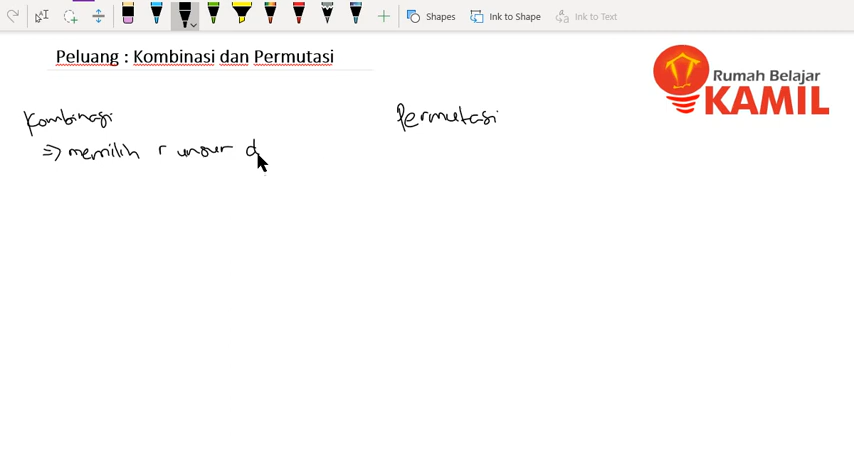 Shapes Ink to Shape Ink to Text
Peluang : Kombinasi dan Permutasi
Rumah Belajar
KAMIL
Kombinasi
Permutasi
⇒ memilih r unsur d